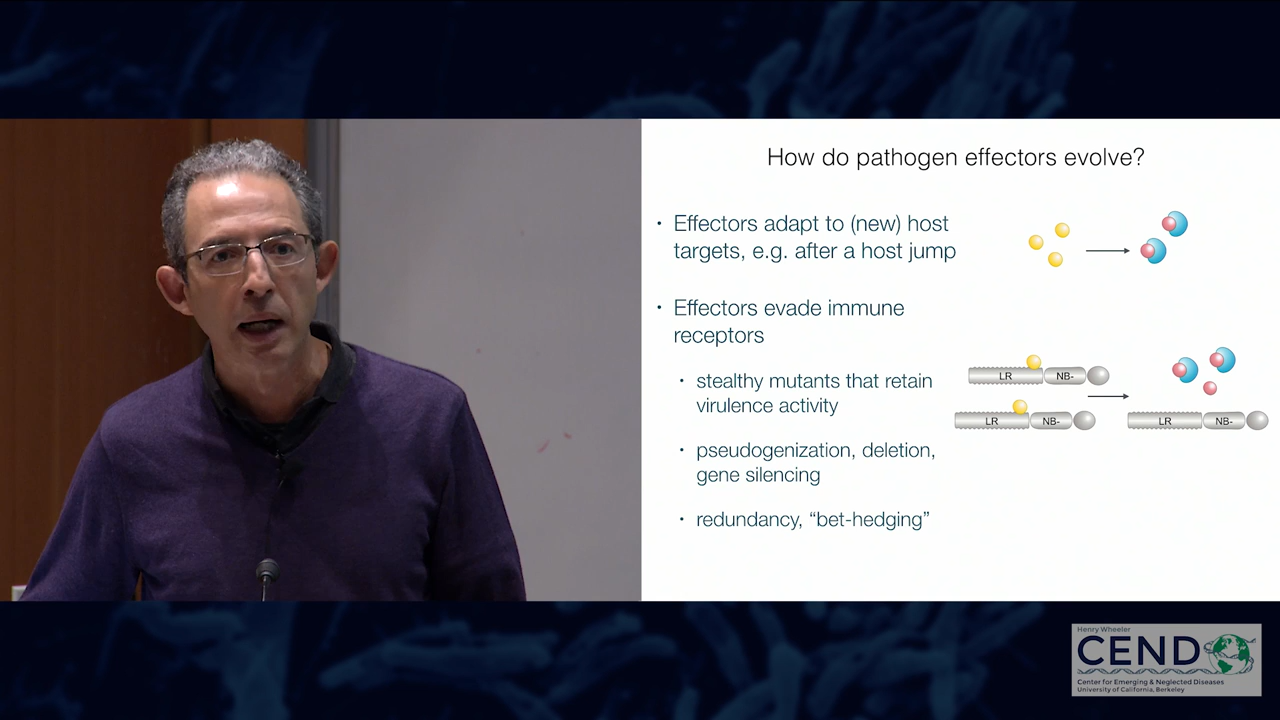 How do pathogen effectors evolve?
• Effectors adapt to (new) host
targets, e.g. after a host jump
• Effectors evade immune
receptors
• stealthy mutants that retain
virulence activity
• pseudogenization, deletion,
gene silencing
• redundancy, “bet-hedging”
LR NB-
LR NB-
LR NB-
Henry Wheeler
CEND
Center for Emerging & Neglected Diseases
University of California, Berkeley